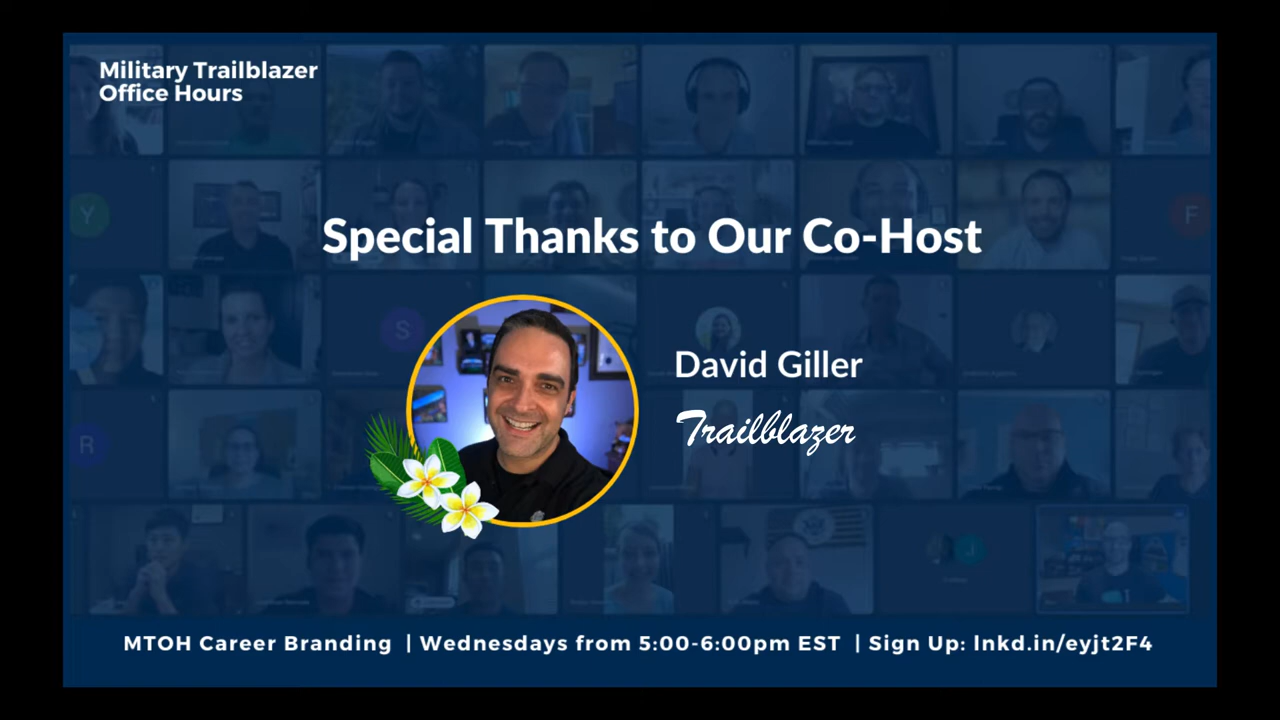 Military Trailblazer
Office Hours
Y
F
Special Thanks to Our Co-Host
S
David Giller
Trailblazer
R
J
MTOH Career Branding | Wednesdays from 5:00-6:00pm EST | Sign Up: lnkd.in/eyjt2F4